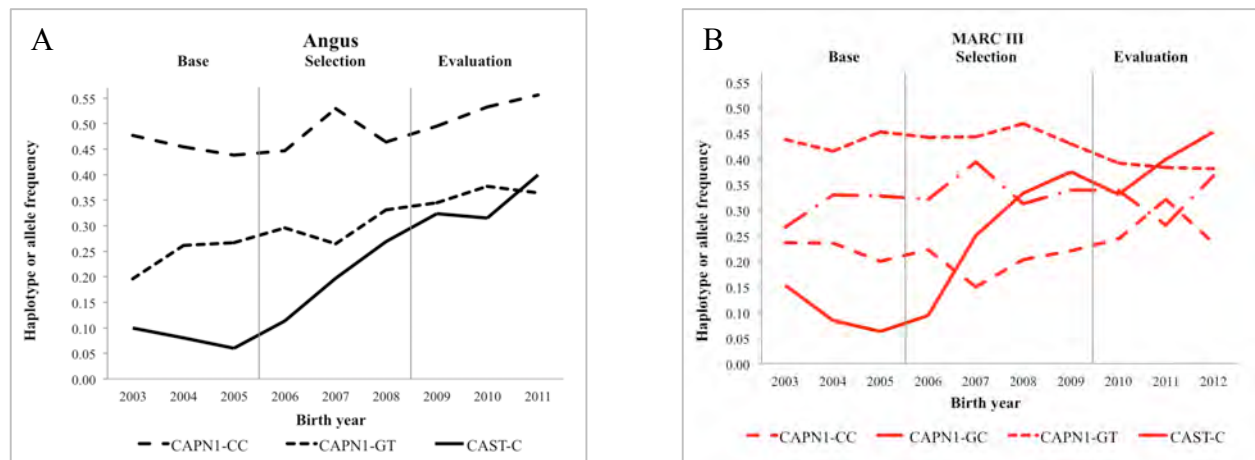 A
Angus
Base Selection Evaluation
Haplotype or allele frequency
0.55
0.50
0.45
0.40
0.35
0.30
0.25
0.20
0.15
0.10
0.05
0.00
2003 2004 2005 2006 2007 2008 2009 2010 2011
Birth year
CAPN1-CC CAPN1-GT CAST-C
B
MARC III
Base Selection Evaluation
Haplotype or allele frequency
0.55
0.50
0.45
0.40
0.35
0.30
0.25
0.20
0.15
0.10
0.05
0.00
2003 2004 2005 2006 2007 2008 2009 2010 2011 2012
Birth year
CAPN1-CC CAPN1-GC CAPN1-GT CAST-C